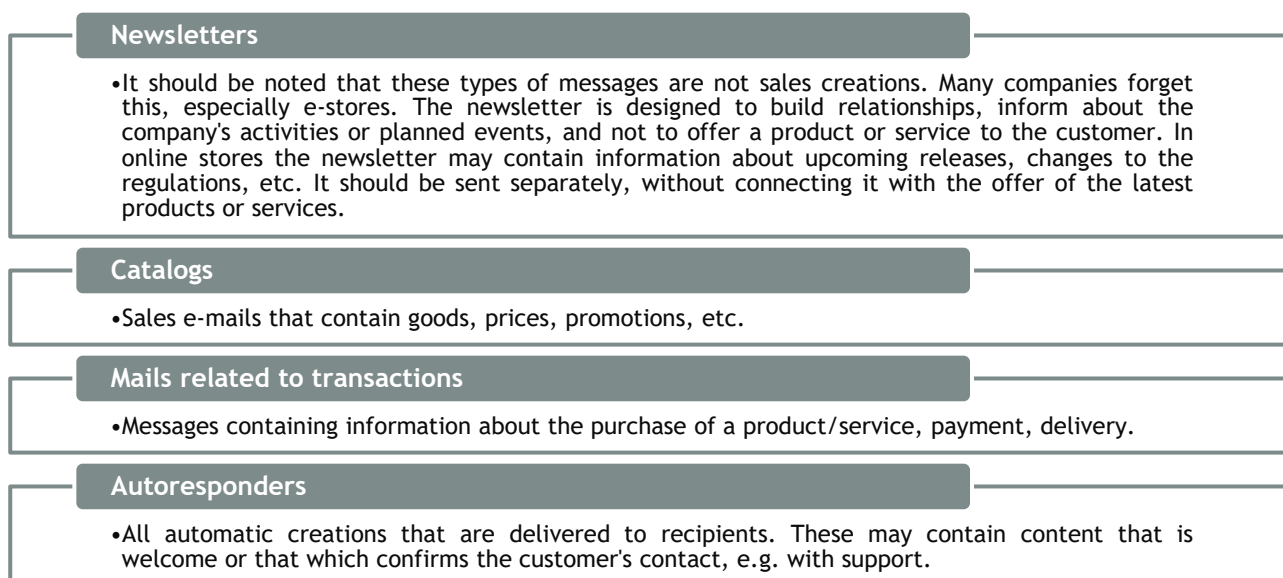 Newsletters
•It should be noted that these types of messages are not sales creations. Many companies forget
this, especially e-stores. The newsletter is designed to build relationships, inform about the
company's activities or planned events, and not to offer a product or service to the customer. In
online stores the newsletter may contain information about upcoming releases, changes to the
regulations, etc. It should be sent separately, without connecting it with the offer of the latest
products or services.
Catalogs
•Sales e-mails that contain goods, prices, promotions, etc.
Mails related to transactions
•Messages containing information about the purchase of a product/service, payment, delivery.
Autoresponders
•All automatic creations that are delivered to recipients. These may contain content that is
welcome or that which confirms the customer's contact, e.g. with support.